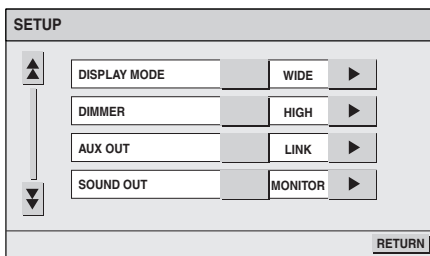 SETUP
DISPLAY MODE WIDE
DIMMER HIGH
AUX OUT LINK
SOUND OUT MONITOR
RETURN